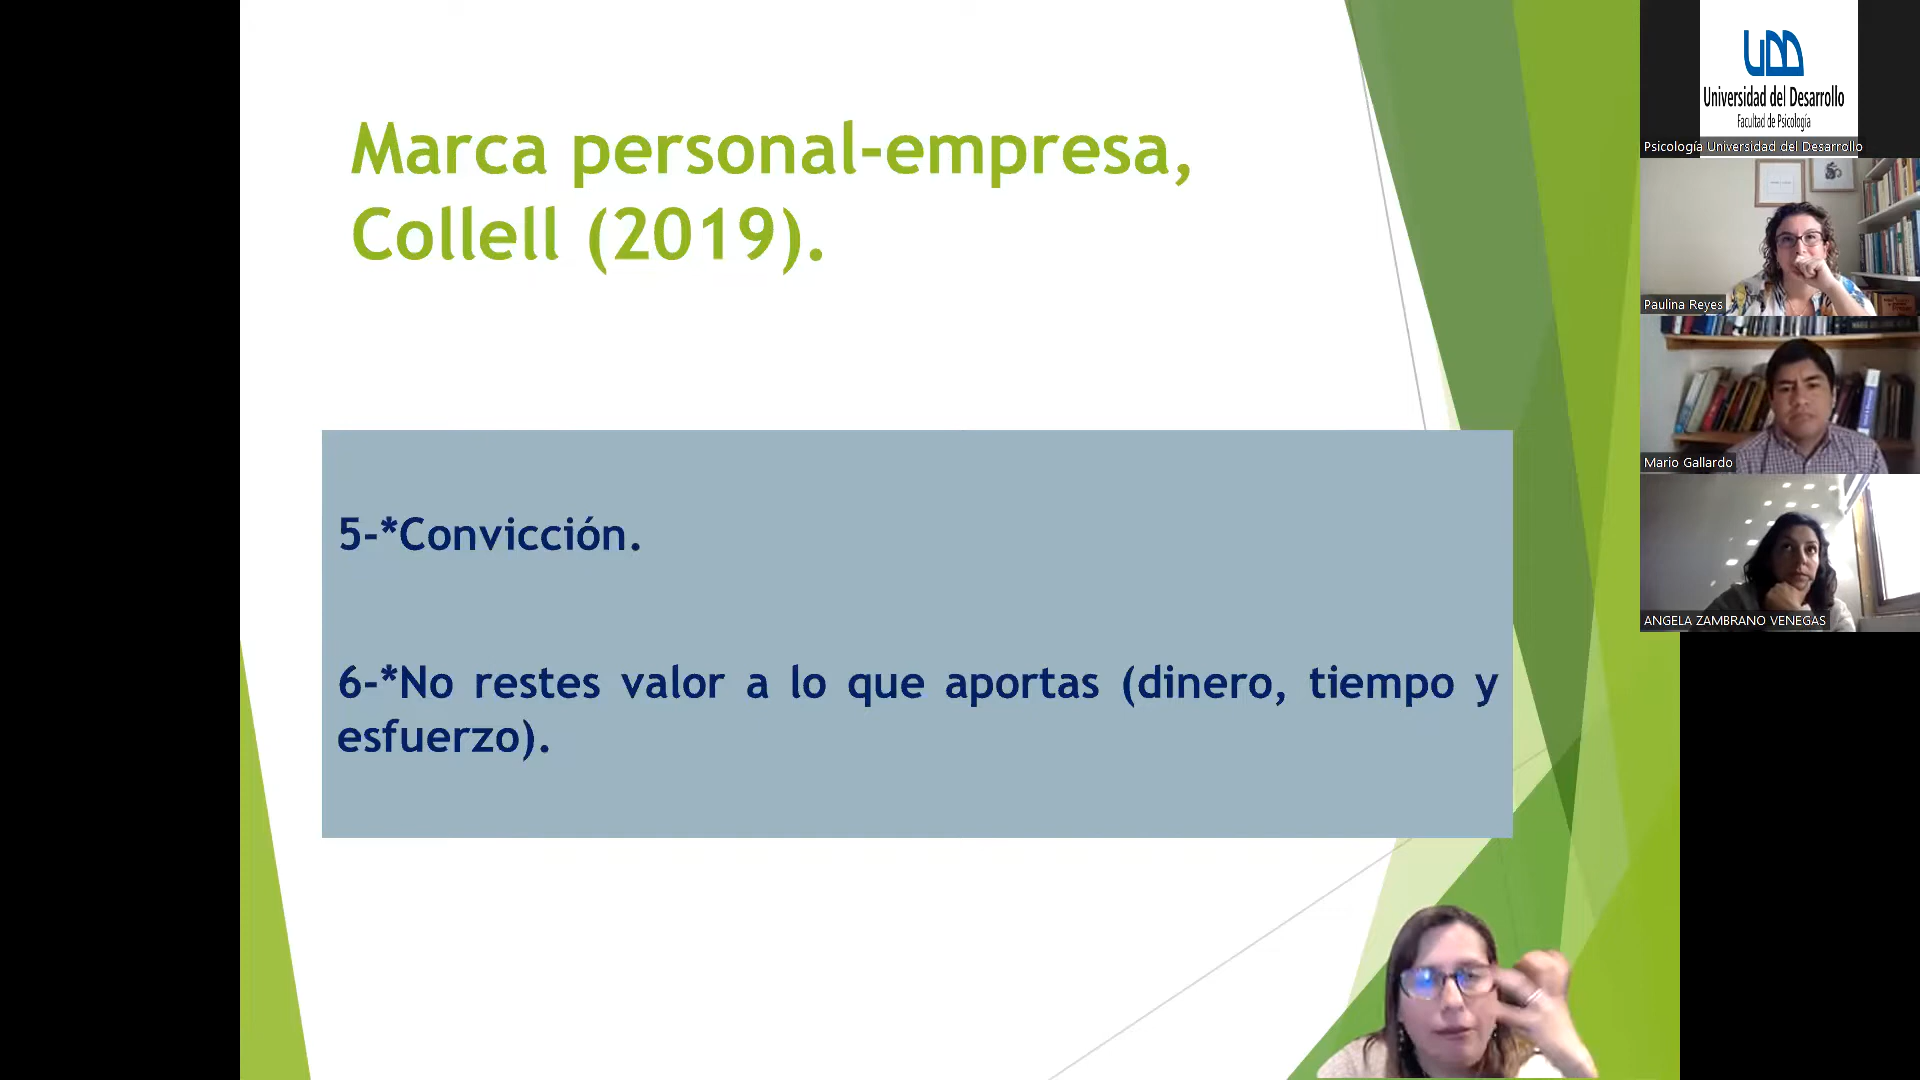 Marca personal-empresa,
Collell (2019).
5-*Convicción.
6-*No restes valor a lo que aportas (dinero, tiempo y
esfuerzo).
UDD
Universidad del Desarrollo
Facultad de Psicología
Psicología Universidad del Desarrollo
Paulina Reyes
Mario Gallardo
ANGELA ZAMBRANO VENEGAS